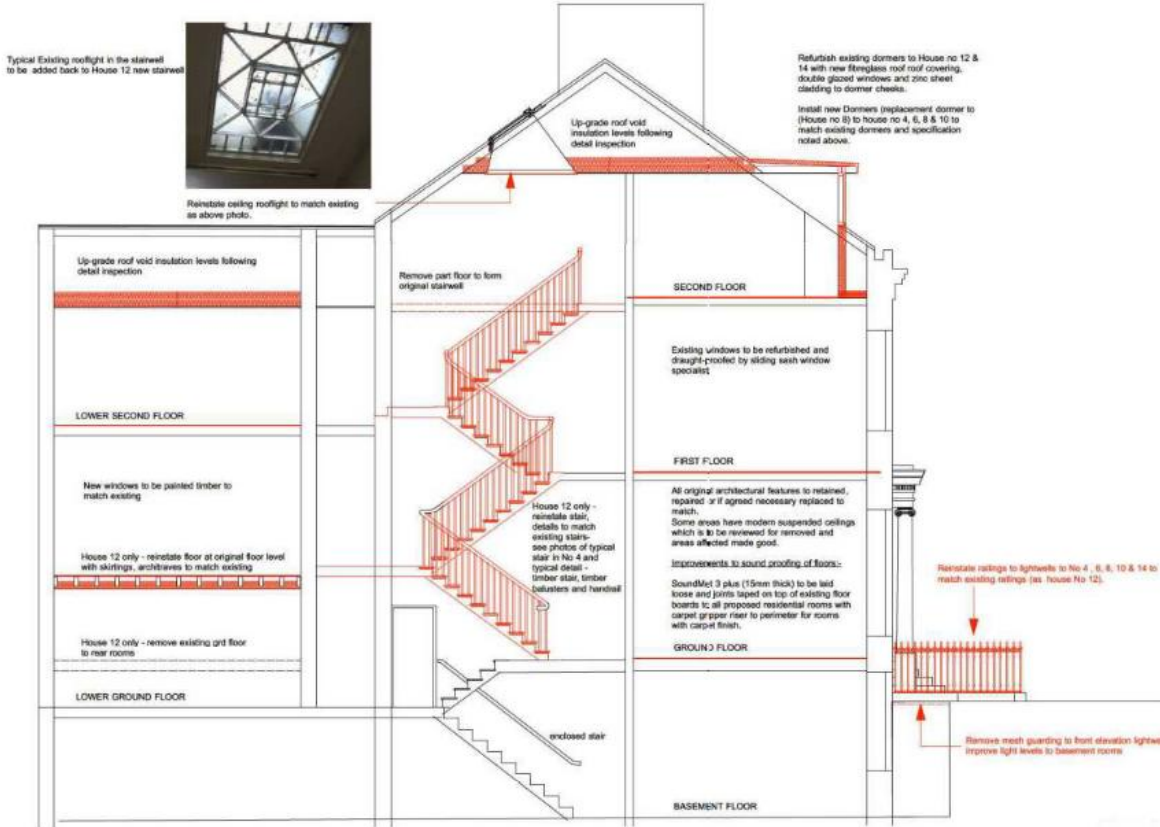 Typical Existing rooflight in the stairwell
to be added back to House 12 new stairwell
Refurbish existing dormers to House no 12 &
14 with new fibreglass roof roof covering,
double glazed windows and zinc sheet
cladding to dormer cheeks.
Install new Dormers (replacement dormer to
(House no 8) to house no 4, 6, 8 & 10 to
match existing dormers and specification
noted above.
Up-grade roof void
insulation levels following
detail inspection
Reinstate ceiling rooflight to match existing
as above photo.
Up-grade roof void insulation levels following
detail inspection
Remove part floor to form
original stairwell
SECOND FLOOR
Existing windows to be refurbished and
draught-proofed by sliding sash window
specialist
LOWER SECOND FLOOR
FIRST FLOOR
New windows to be painted timber to
match existing
All original architectural features to retained,
repaired or if agreed necessary replaced to
match.
Some areas have modern suspended ceilings
which is to be reviewed for removed and
areas affected made good.
House 12 only -
reinstate stair,
details to match
existing stairs-
see photos of typical
stair in No 4 and
typical detail -
timber stair, timber
balusters and handrail
Improvements to sound proofing of floors:-
SoundMat 3 plus (15mm thick) to be laid
loose and joints taped on top of existing floor
boards to all proposed residential rooms with
carpet gripper riser to perimeter for rooms
with carpet finish.
House 12 only - reinstate floor at original floor level
with skirtings, architraves to match existing
Reinstate railings to lightwells to No 4 , 6, 8, 10 & 14 to
match existing railings (as house No 12).
House 12 only - remove existing grd floor
to rear rooms
GROUND FLOOR
LOWER GROUND FLOOR
enclosed stair
Remove mesh guarding to front elevation
improve light levels to basement rooms
BASEMENT FLOOR